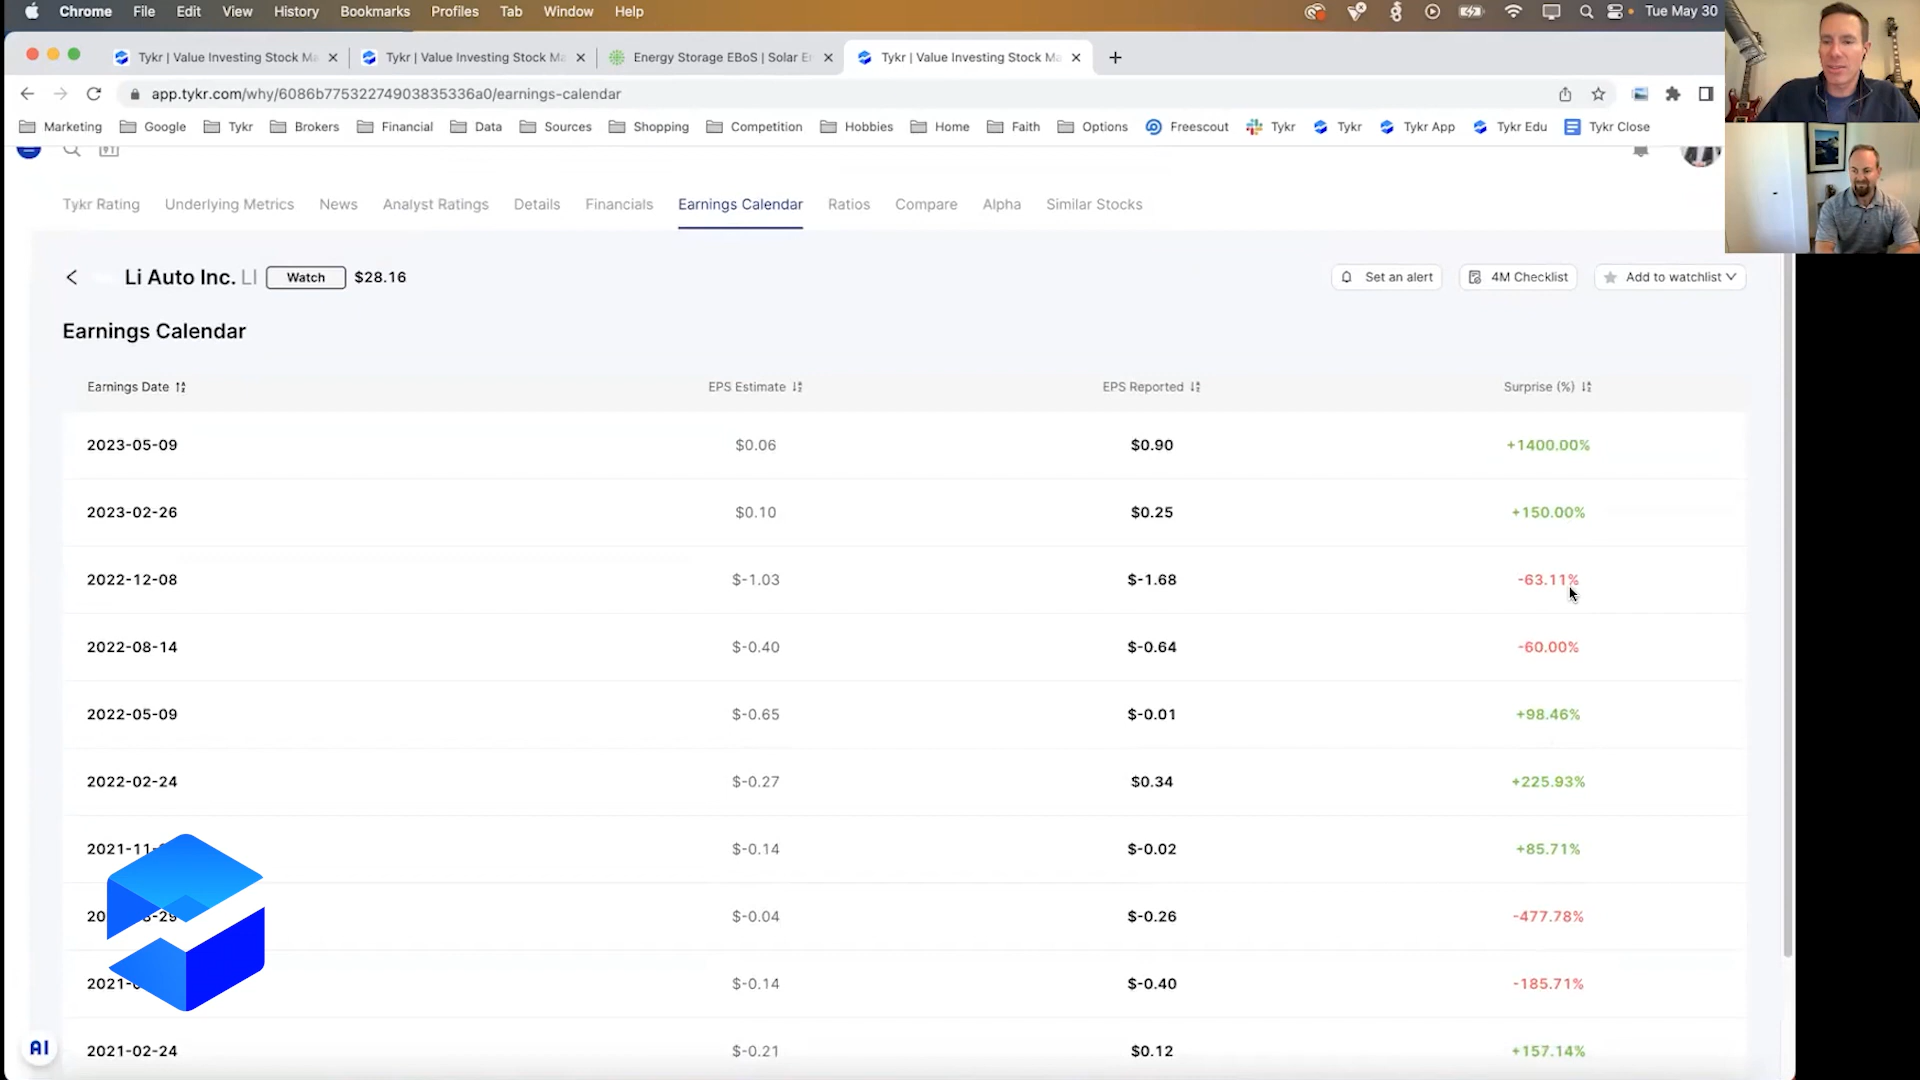 Chrome File Edit View History Bookmarks Profiles Tab Window Help Tue May 30
Tykr | Value Investing Stock Ma Tykr | Value Investing Stock Ma Energy Storage EBoS | Solar E Tykr | Value Investing Stock Ma
app.tykr.com/why/6086b77532274903835336a0/earnings-calendar
Marketing Google Tykr Brokers Financial Data Sources Shopping Competition Hobbies Home Faith Options Freescout Tykr Tykr Tykr App Tykr Edu Tykr Close
Tykr Rating Underlying Metrics News Analyst Ratings Details Financials Earnings Calendar Ratios Compare Alpha Similar Stocks
Li Auto Inc. LI Watch $28.16 Set an alert 4M Checklist Add to watchlist
Earnings Calendar
Earnings Date EPS Estimate EPS Reported Surprise (%)
2023-05-09 $0.06 $0.90 +1400.00%
2023-02-26 $0.10 $0.25 +150.00%
2022-12-08 $-1.03 $-1.68 -63.11%
2022-08-14 $-0.40 $-0.64 -60.00%
2022-05-09 $-0.65 $-0.01 +98.46%
2022-02-24 $-0.27 $0.34 +225.93%
2021-11- $-0.14 $-0.02 +85.71%
20 -29 $-0.04 $-0.26 -477.78%
2021- $-0.14 $-0.40 -185.71%
2021-02-24 $-0.21 $0.12 +157.14%
AI